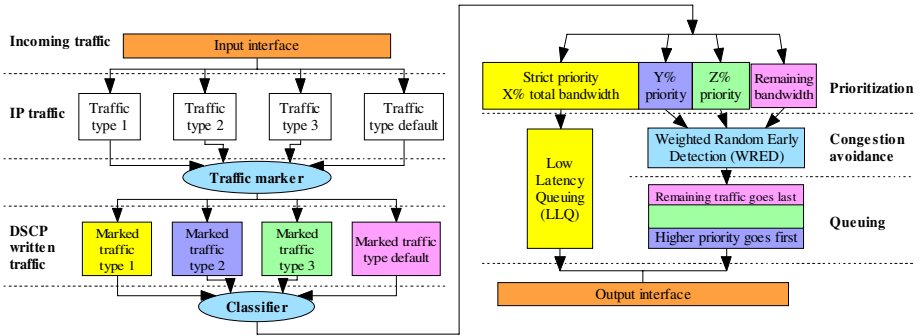 Incoming traffic
Input interface
IP traffic
Traffic
type 1
Traffic
type 2
Traffic
type 3
Traffic
type default
Traffic marker
DSCP
written
traffic
Marked
traffic
type 1
Marked
traffic
type 2
Marked
traffic
type 3
Marked traffic
type default
Classifier
Strict priority
X% total bandwidth
Y%
priority
Z%
priority
Remaining
bandwidth
Prioritization
Low
Latency
Queuing
(LLQ)
Weighted Random Early
Detection (WRED)
Congestion
avoidance
Remaining traffic goes last
Higher priority goes first
Queuing
Output interface